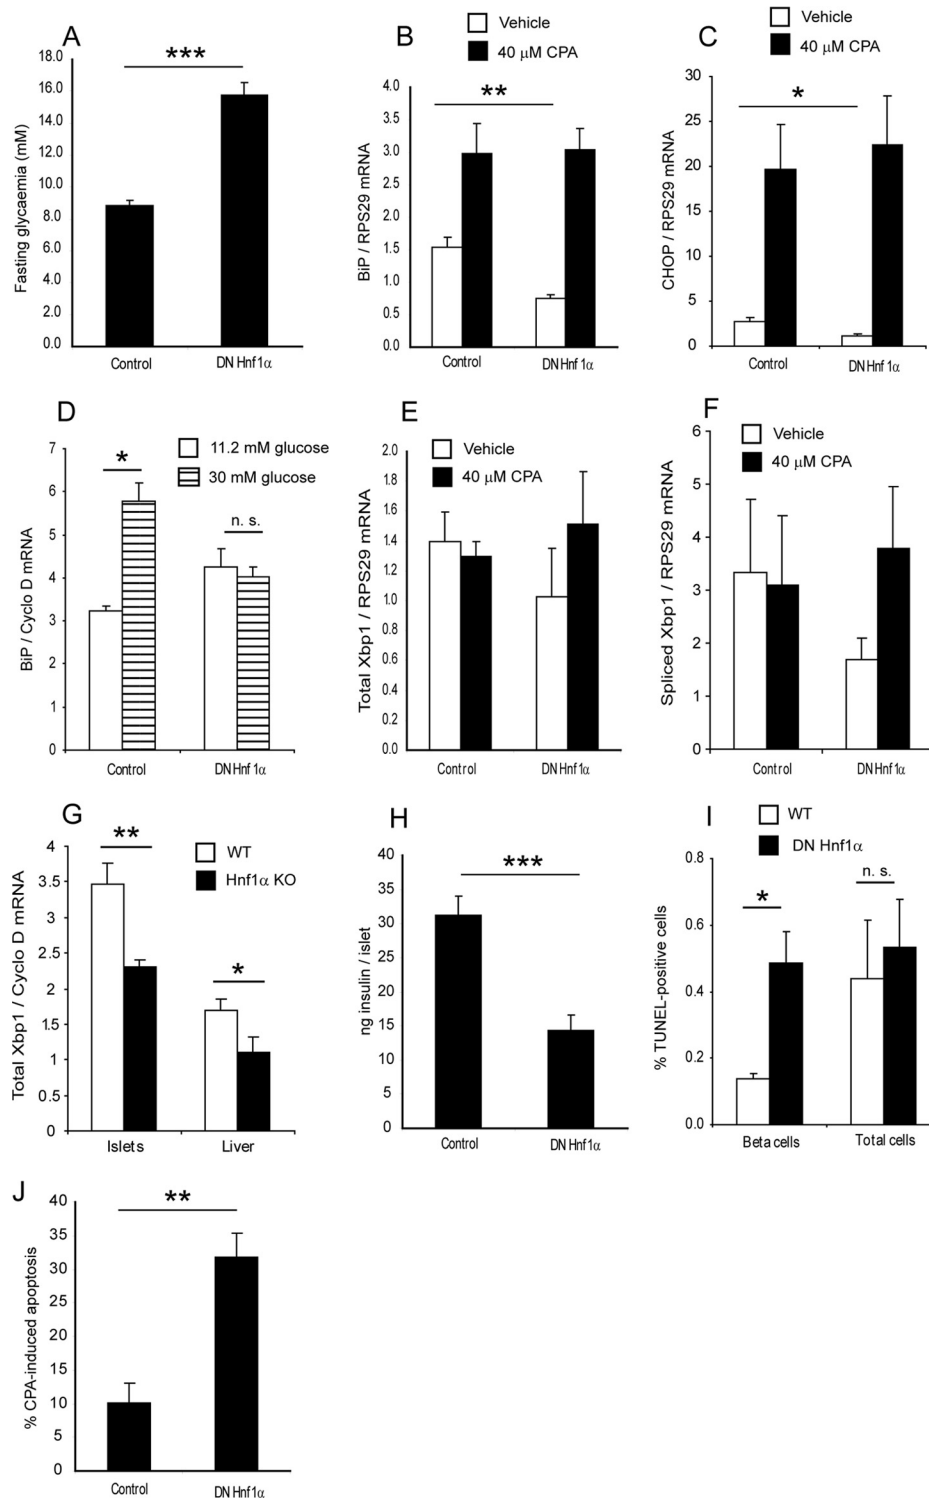 A
***
Fasting glycaemia (mM)
18.0
16.0
14.0
12.0
10.0
8.0
6.0
4.0
2.0
0.0
Control
DN Hnf1α
B
Vehicle
40 μM CPA
**
BiP / RPS29 mRNA
4.0
3.5
3.0
2.5
2.0
1.5
1.0
0.5
0.0
Control
DN Hnf1α
C
Vehicle
40 μM CPA
*
CHOP / RPS29 mRNA
30
25
20
15
10
5
0
Control
DN Hnf1α
D
11.2 mM glucose
30 mM glucose
*
n. s.
BiP / Cyclo D mRNA
7
6
5
4
3
2
1
0
Control
DN Hnf1α
E
Vehicle
40 μM CPA
Total Xbp1 / RPS29 mRNA
2.0
1.8
1.6
1.4
1.2
1.0
0.8
0.6
0.4
0.2
0.0
Control
DN Hnf1α
F
Vehicle
40 μM CPA
Spliced Xbp1 / RPS29 mRNA
6
5
4
3
2
1
0
Control
DN Hnf1α
G
WT
Hnf1α KO
**
*
Total Xbp1 / Cyclo D mRNA
4
3.5
3
2.5
2
1.5
1
0.5
0
Islets
Liver
H
***
ng insulin / islet
40
35
30
25
20
15
10
5
0
Control
DN Hnf1α
I
WT
DN Hnf1α
*
n. s.
% TUNEL-positive cells
0.8
0.6
0.4
0.2
0.0
Beta cells
Total cells
J
**
% CPA-induced apoptosis
40
35
30
25
20
15
10
5
0
Control
DN Hnf1α